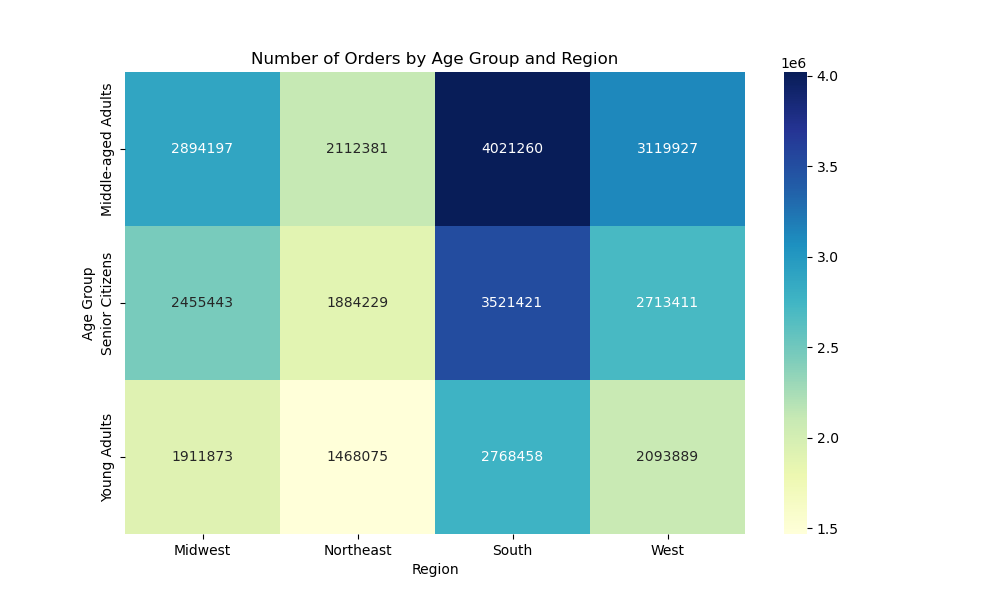 Number of Orders by Age Group and Region
1e6
Age Group
Middle-aged Adults
2894197 2112381 4021260 3119927
Senior Citizens
2455443 1884229 3521421 2713411
Young Adults
1911873 1468075 2768458 2093889
Midwest Northeast South West
Region
4.0
3.5
3.0
2.5
2.0
1.5